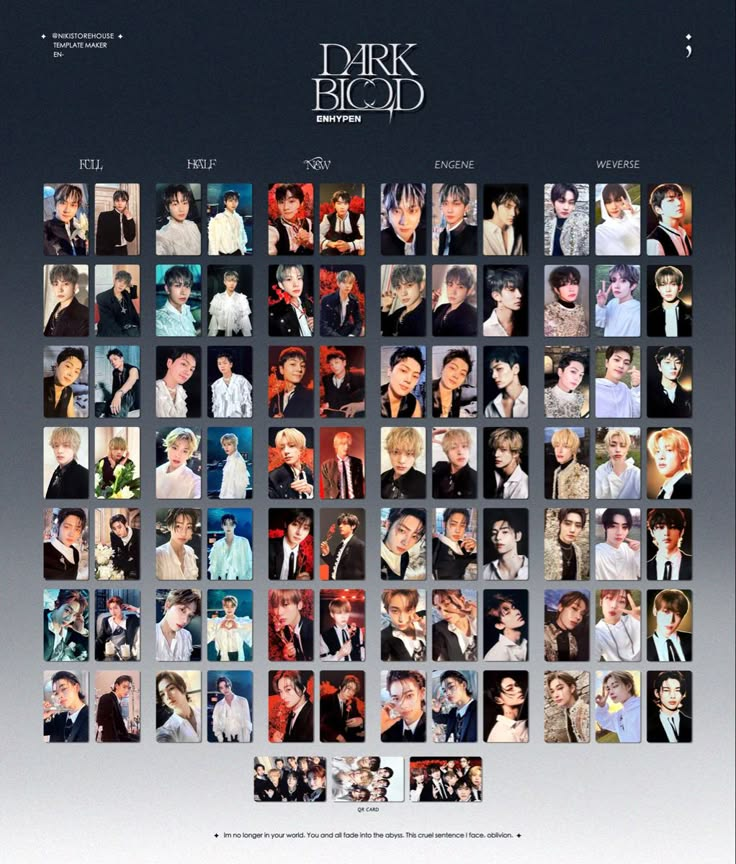 ✦ @NIKISTOREHOUSE ✦
TEMPLATE MAKER
EN-
DARK
BLOOD
ENHYPEN
FULL
HALF
NEW
ENGENE
WEVERSE
QR CARD
✦ Im no longer in your world. You and all fade into the abyss. This cruel sentence I face. oblivion. ✦